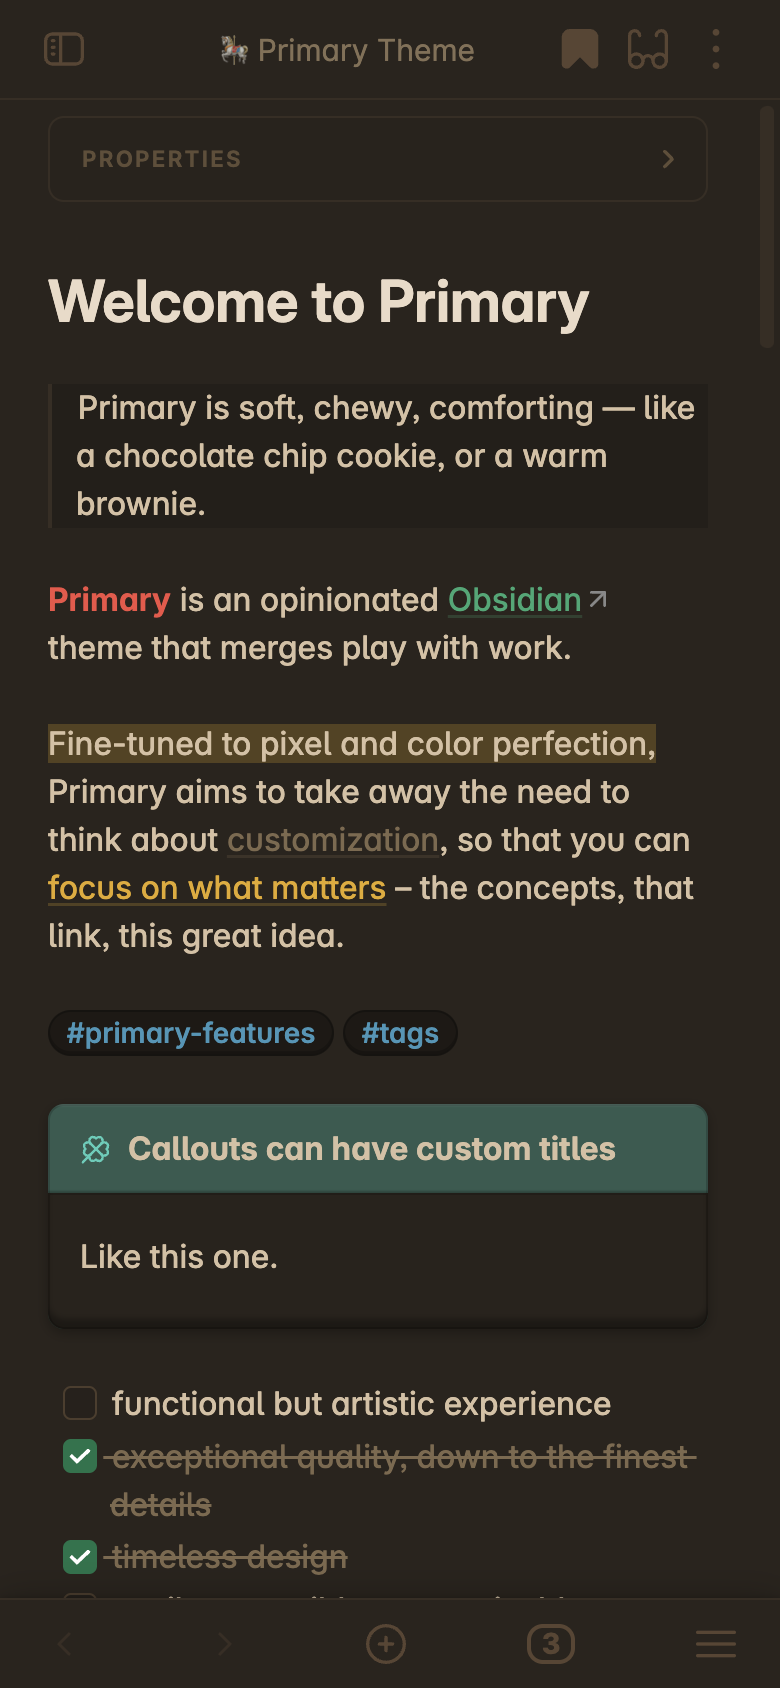 Primary Theme
PROPERTIES
Welcome to Primary
Primary is soft, chewy, comforting — like
a chocolate chip cookie, or a warm
brownie.
Primary is an opinionated Obsidian
theme that merges play with work.
Fine-tuned to pixel and color perfection,
Primary aims to take away the need to
think about customization, so that you can
focus on what matters – the concepts, that
link, this great idea.
#primary-features #tags
Callouts can have custom titles
Like this one.
functional but artistic experience
exceptional quality, down to the finest
details
timeless design
3